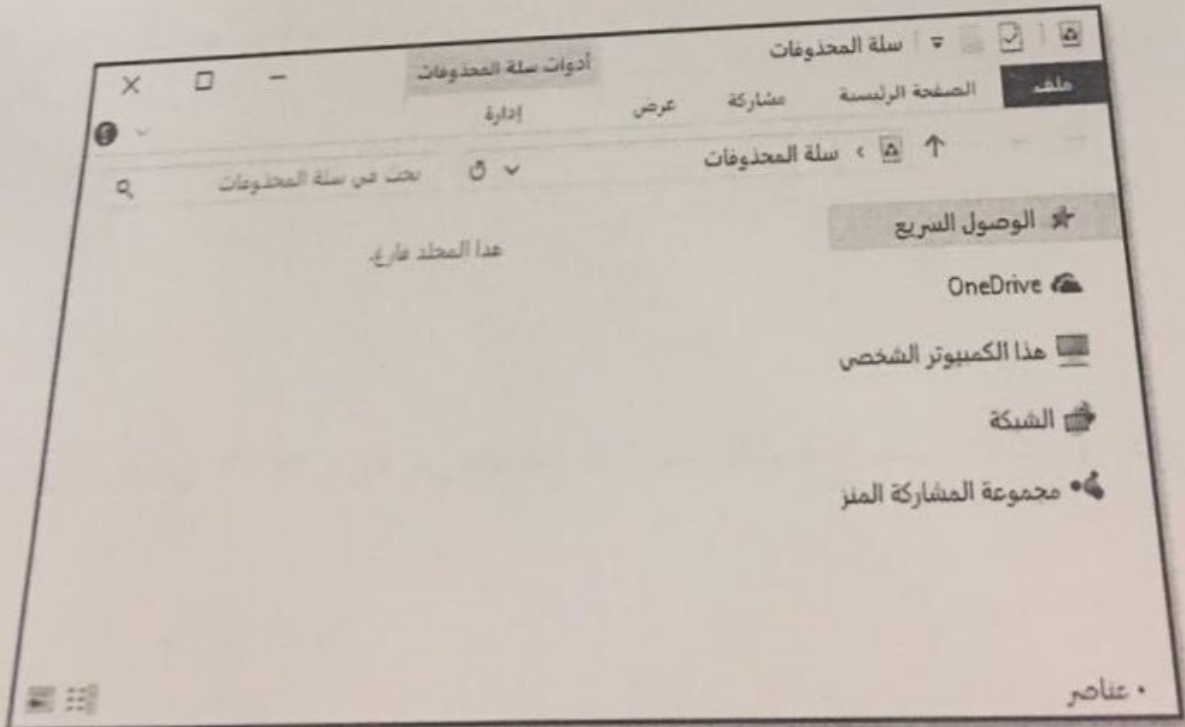 سلة المحذوفات
أدوات سلة المحذوفات
ملف
الصفحة الرئيسية
مشاركة
عرض
إدارة
سلة المحذوفات
بحث في سلة المحذوفات
الوصول السريع
هذا المجلد فارغ.
OneDrive
هذا الكمبيوتر الشخصي
الشبكة
مجموعة المشاركة المنز
٠ عناصر